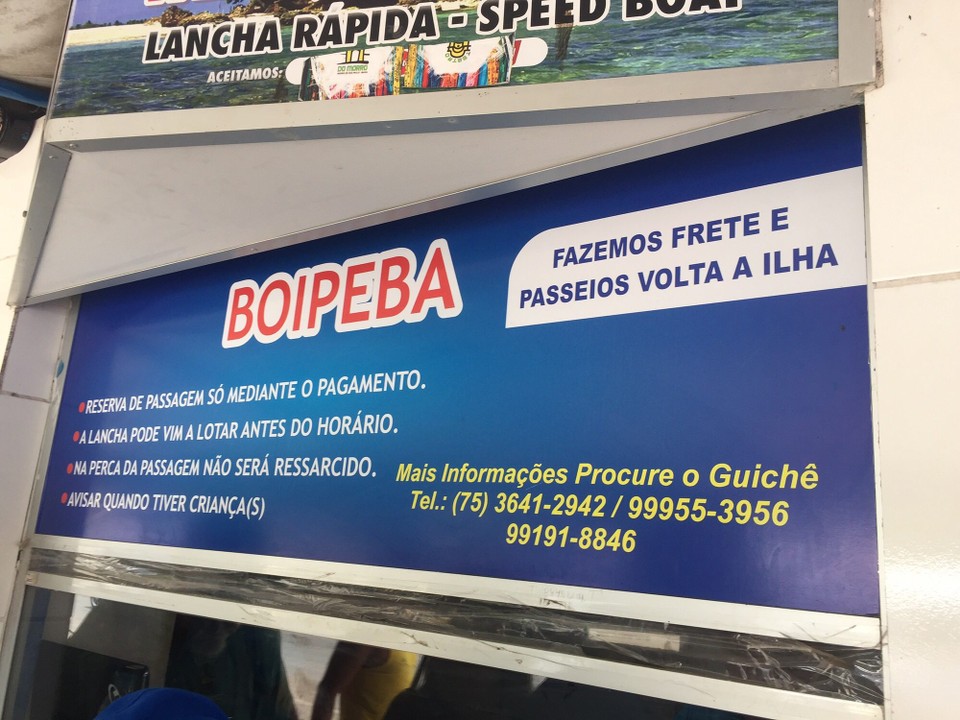 LANCHA RÁPIDA - SPEED BOAT
ACEITAMOS:
BOIPEBA
FAZEMOS FRETE E
PASSEIOS VOLTA A ILHA
•RESERVA DE PASSAGEM SÓ MEDIANTE O PAGAMENTO.
•A LANCHA PODE VIM A LOTAR ANTES DO HORÁRIO.
•NA PERCA DA PASSAGEM NÃO SERÁ RESSARCIDO.
•AVISAR QUANDO TIVER CRIANÇA(S)
Mais Informações Procure o Guichê
Tel.: (75) 3641-2942 / 99955-3956
99191-8846